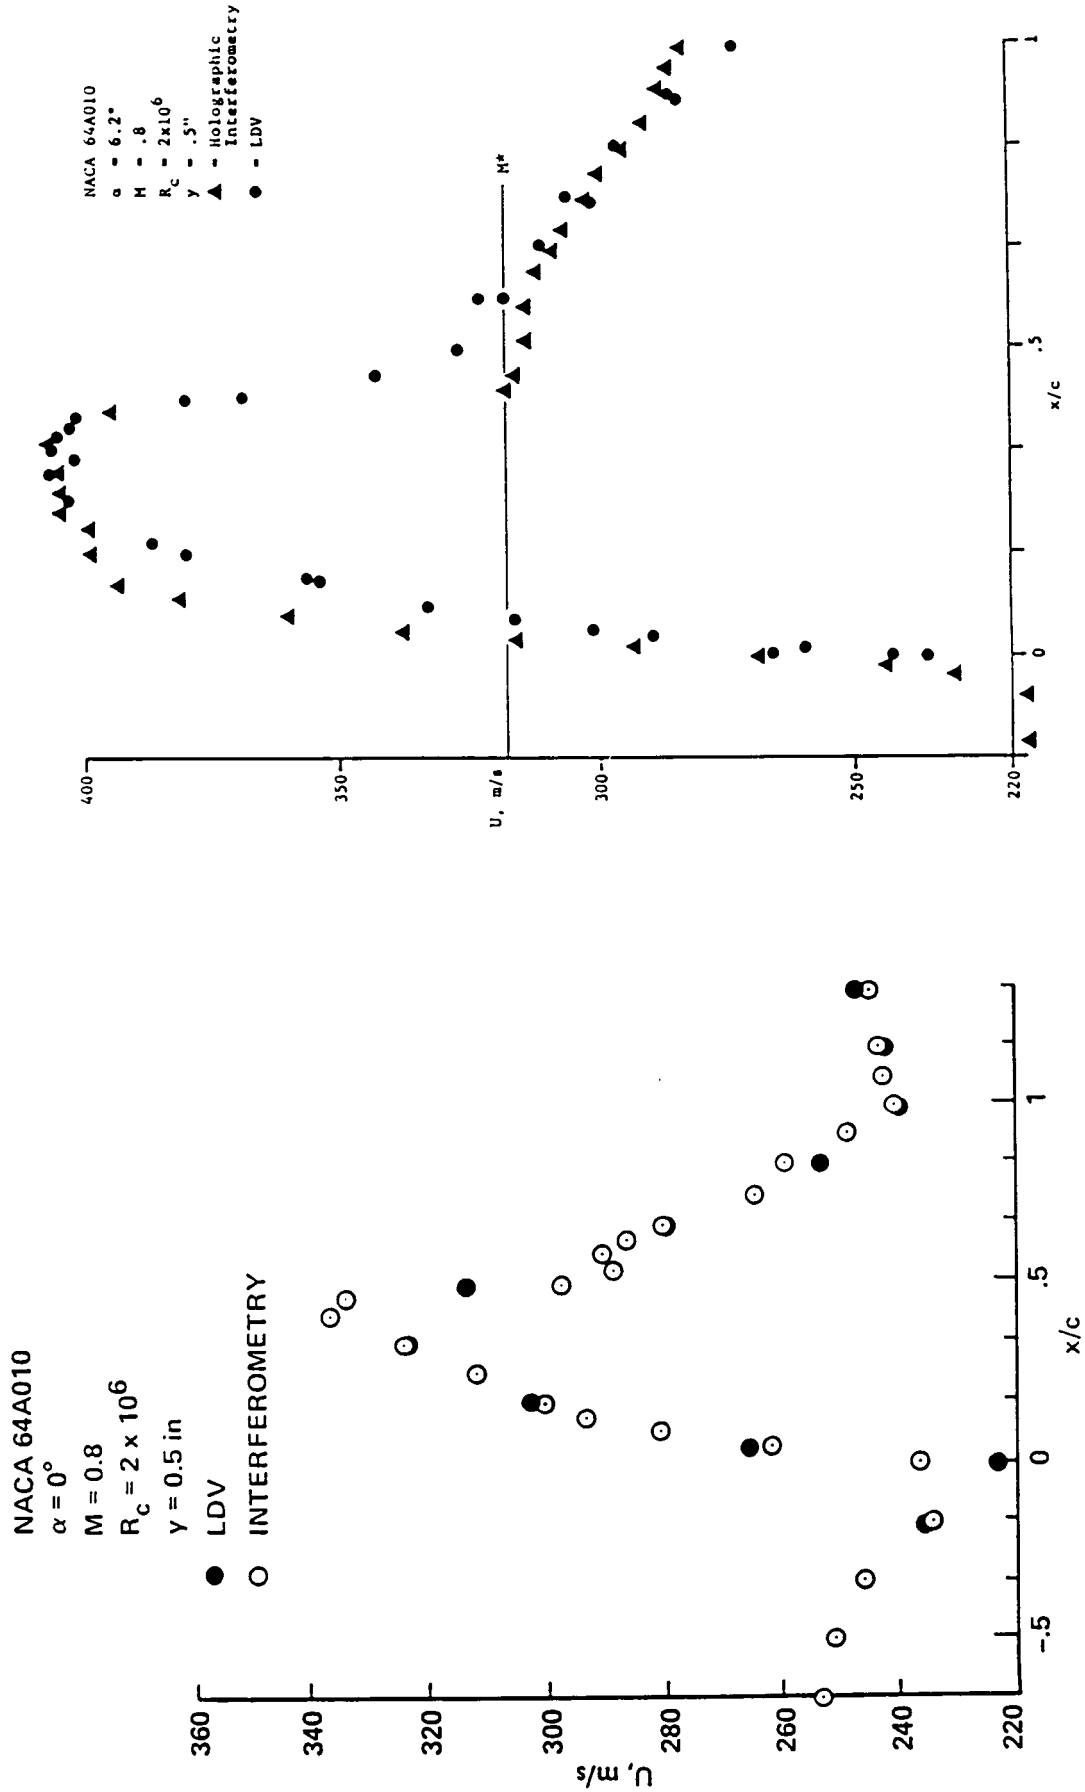 NACA 64A010
α = 0°
M = 0.8
R_c = 2 x 10^6
y = 0.5 in
● LDV
○ INTERFEROMETRY
360
340
320
300
280
260
240
220
U, m/s
-.5
0
.5
1
x/c
NACA 64A010
α = 6.2°
M = .8
R_c = 2x10^6
y = .5"
▲ = Holographic
Interferometry
● = LDV
M*
400
350
U, m/s
300
250
220
0
.5
1
x/c